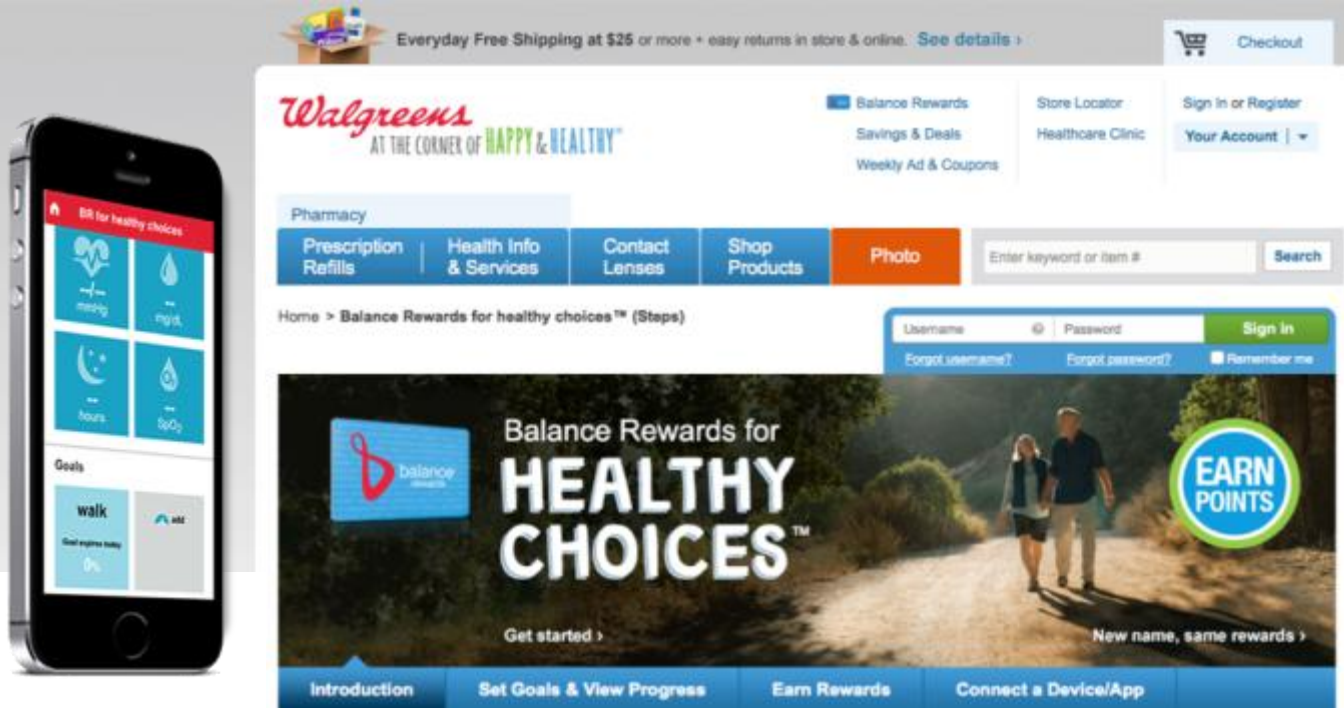 Everyday Free Shipping at $25 or more + easy returns in store & online. See details ›
Checkout
Walgreens
AT THE CORNER OF HAPPY & HEALTHY
Balance Rewards
Savings & Deals
Weekly Ad & Coupons
Store Locator
Healthcare Clinic
Sign In or Register
Your Account
Pharmacy
Prescription Refills
Health Info & Services
Contact Lenses
Shop Products
Photo
Enter keyword or item #
Search
Home > Balance Rewards for healthy choices™ (Steps)
Username
Password
Sign In
Forgot username?
Forgot password?
Remember me
balance
rewards
Balance Rewards for
HEALTHY
CHOICES™
EARN
POINTS
Get started ›
New name, same rewards ›
Introduction
Set Goals & View Progress
Earn Rewards
Connect a Device/App
BR for healthy choices
--/--
mmHg
--
mg/dL
--
hours
--
SpO2
Goals
walk
Goal expires today
0%
add